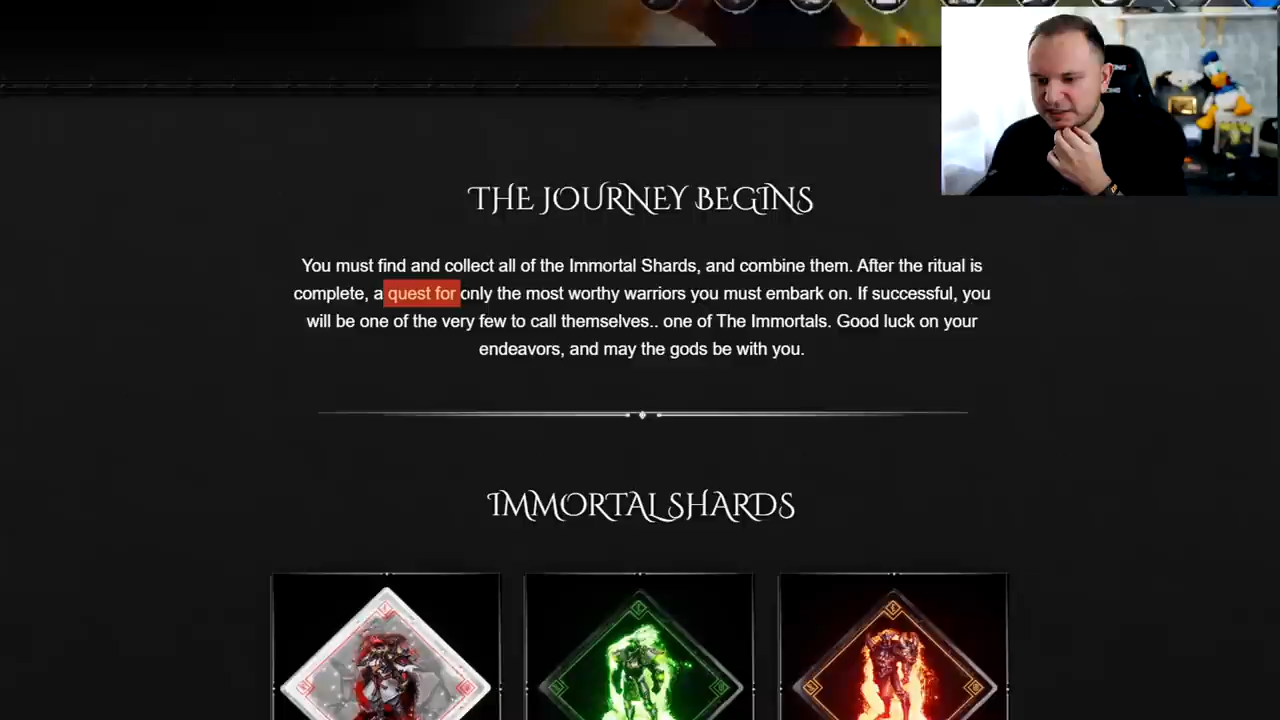 THE JOURNEY BEGINS
You must find and collect all of the Immortal Shards, and combine them. After the ritual is
complete, a quest for only the most worthy warriors you must embark on. If successful, you
will be one of the very few to call themselves.. one of The Immortals. Good luck on your
endeavors, and may the gods be with you.
IMMORTAL SHARDS